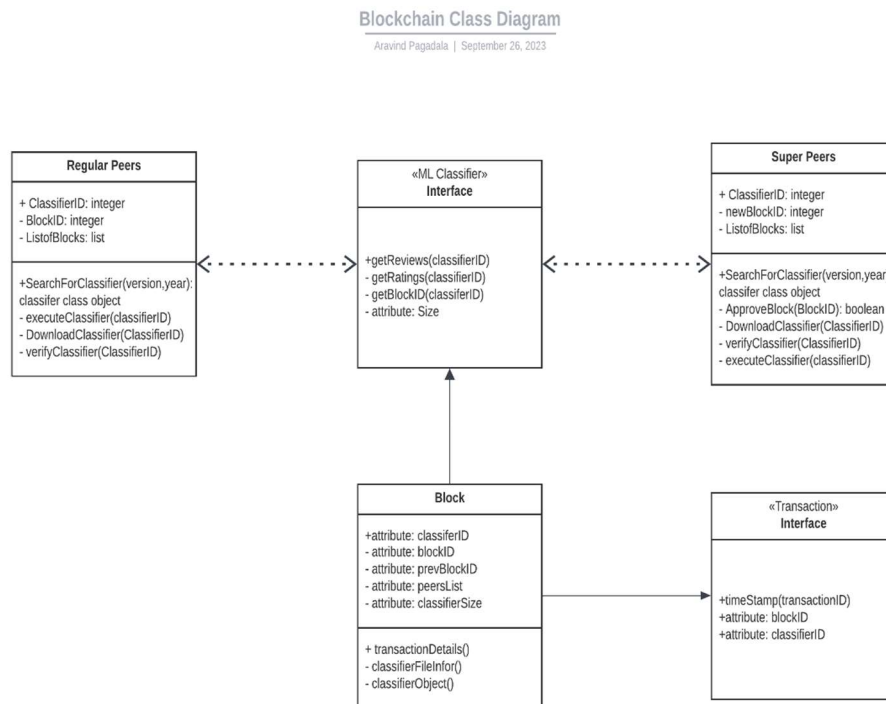 Blockchain Class Diagram
Aravind Pagadala | September 26, 2023
Regular Peers
+ ClassifierID: integer
- BlockID: integer
- ListofBlocks: list
+SearchForClassifier(version,year):
classifer class object
- executeClassifier(classifierID)
- DownloadClassifier(ClassifierID)
- verifyClassifier(ClassifierID)
«ML Classifier»
Interface
+getReviews(classifierID)
- getRatings(classifierID)
- getBlockID(classiferID)
- attribute: Size
Super Peers
+ ClassifierID: integer
- newBlockID: integer
- ListofBlocks: list
+SearchForClassifier(version,year
classifer class object
- ApproveBlock(BlockID): boolean
- DownloadClassifier(ClassifierID)
- verifyClassifier(ClassifierID)
- executeClassifier(classifierID)
Block
+attribute: classiferID
- attribute: blockID
- attribute: prevBlockID
- attribute: peersList
- attribute: classifierSize
+ transactionDetails()
- classifierFileInfor()
- classifierObject()
«Transaction»
Interface
+timeStamp(transactionID)
+attribute: blockID
+attribute: classifierID